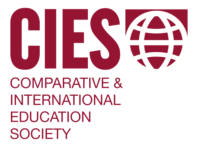 CIES
COMPARATIVE &
INTERNATIONAL
EDUCATION
SOCIETY